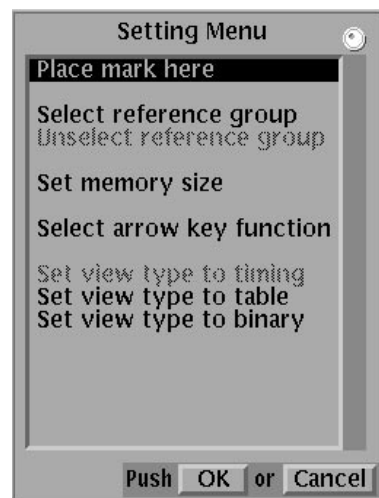 Setting Menu
Place mark here
Select reference group
Unselect reference group
Set memory size
Select arrow key function
Set view type to timing
Set view type to table
Set view type to binary
Push OK or Cancel